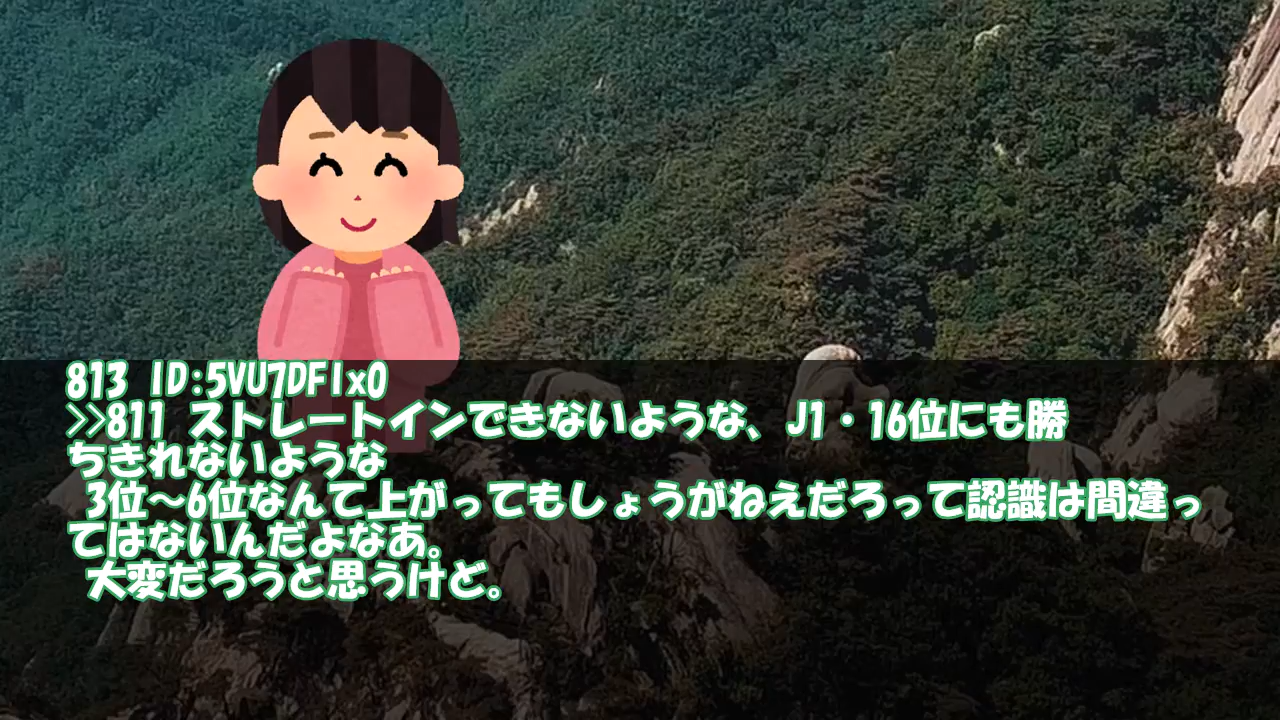 813 ID:5VU7DFIx0
>>811 ストレートインできないような、J1・16位にも勝
ちきれないような
3位～6位なんて上がってもしょうがねえだろって認識は間違っ
てはないんだよなあ。
大変だろうと思うけど。